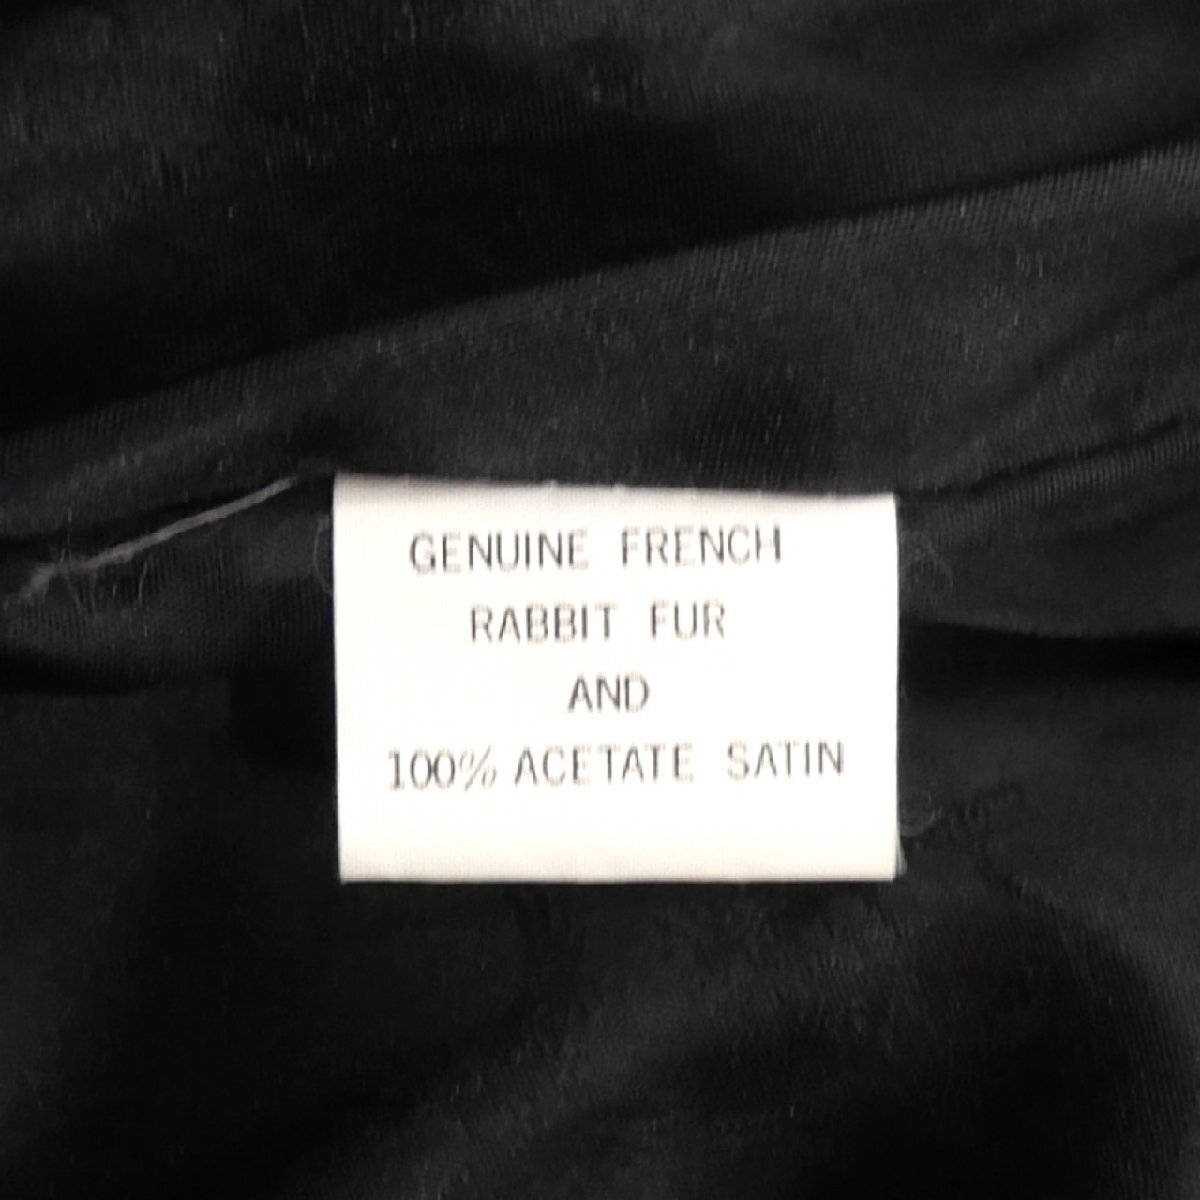 GENUINE FRENCH
RABBIT FUR
AND
100% ACETATE SATIN